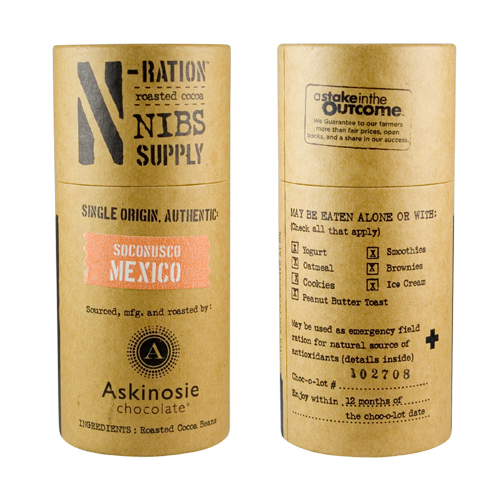 N-RATION™
roasted cocoa
NIBS
SUPPLY
SINGLE ORIGIN, AUTHENTIC:
SOCONUSCO
MEXICO
Sourced, mfg. and roasted by:
A
Askinosie
chocolate®
INGREDIENTS: Roasted Cocoa Beans
a stake in the
OUTCOME™
We Guarantee to our farmers
more than fair prices, open
books, and a share in our success.
MAY BE EATEN ALONE OR WITH:
(Check all that apply)
X Yogurt
X Smoothies
X Oatmeal
X Brownies
X Cookies
X Ice Cream
X Peanut Butter Toast
May be used as emergency field
ration for natural source of
antioxidants (details inside)
Choc-o-lot # 102708
Enjoy within 12 months of
the choc-o-lot date